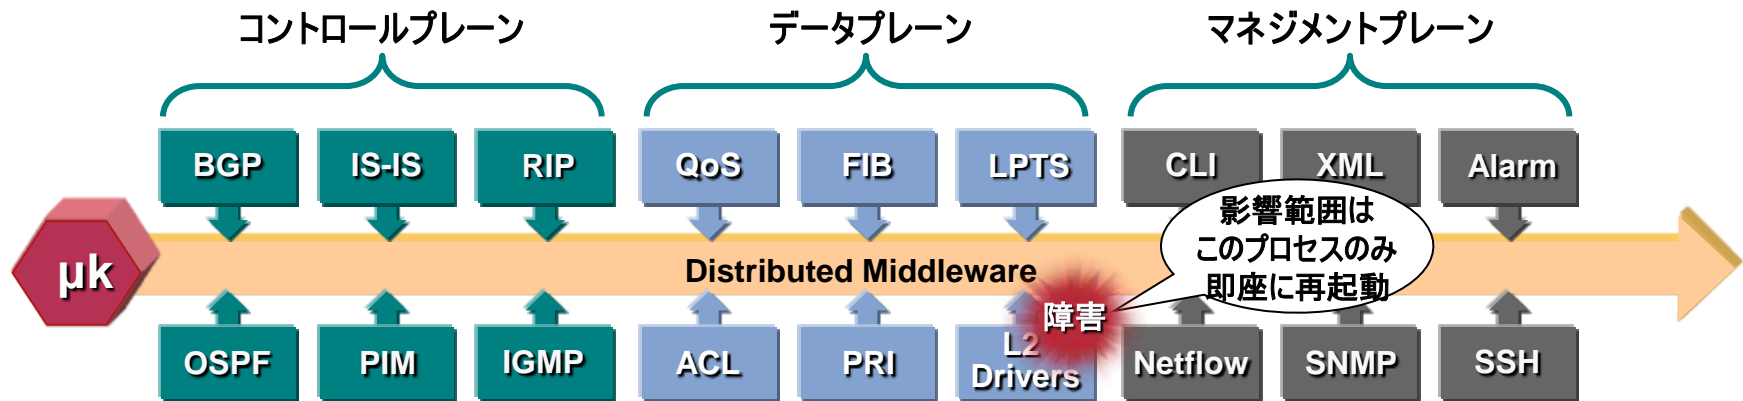 コントロールプレーン
データプレーン
マネジメントプレーン
BGP
IS-IS
RIP
QoS
FIB
LPTS
CLI
XML
Alarm
影響範囲は
このプロセスのみ
即座に再起動
μk
Distributed Middleware
障害
OSPF
PIM
IGMP
ACL
PRI
L2
Drivers
Netflow
SNMP
SSH